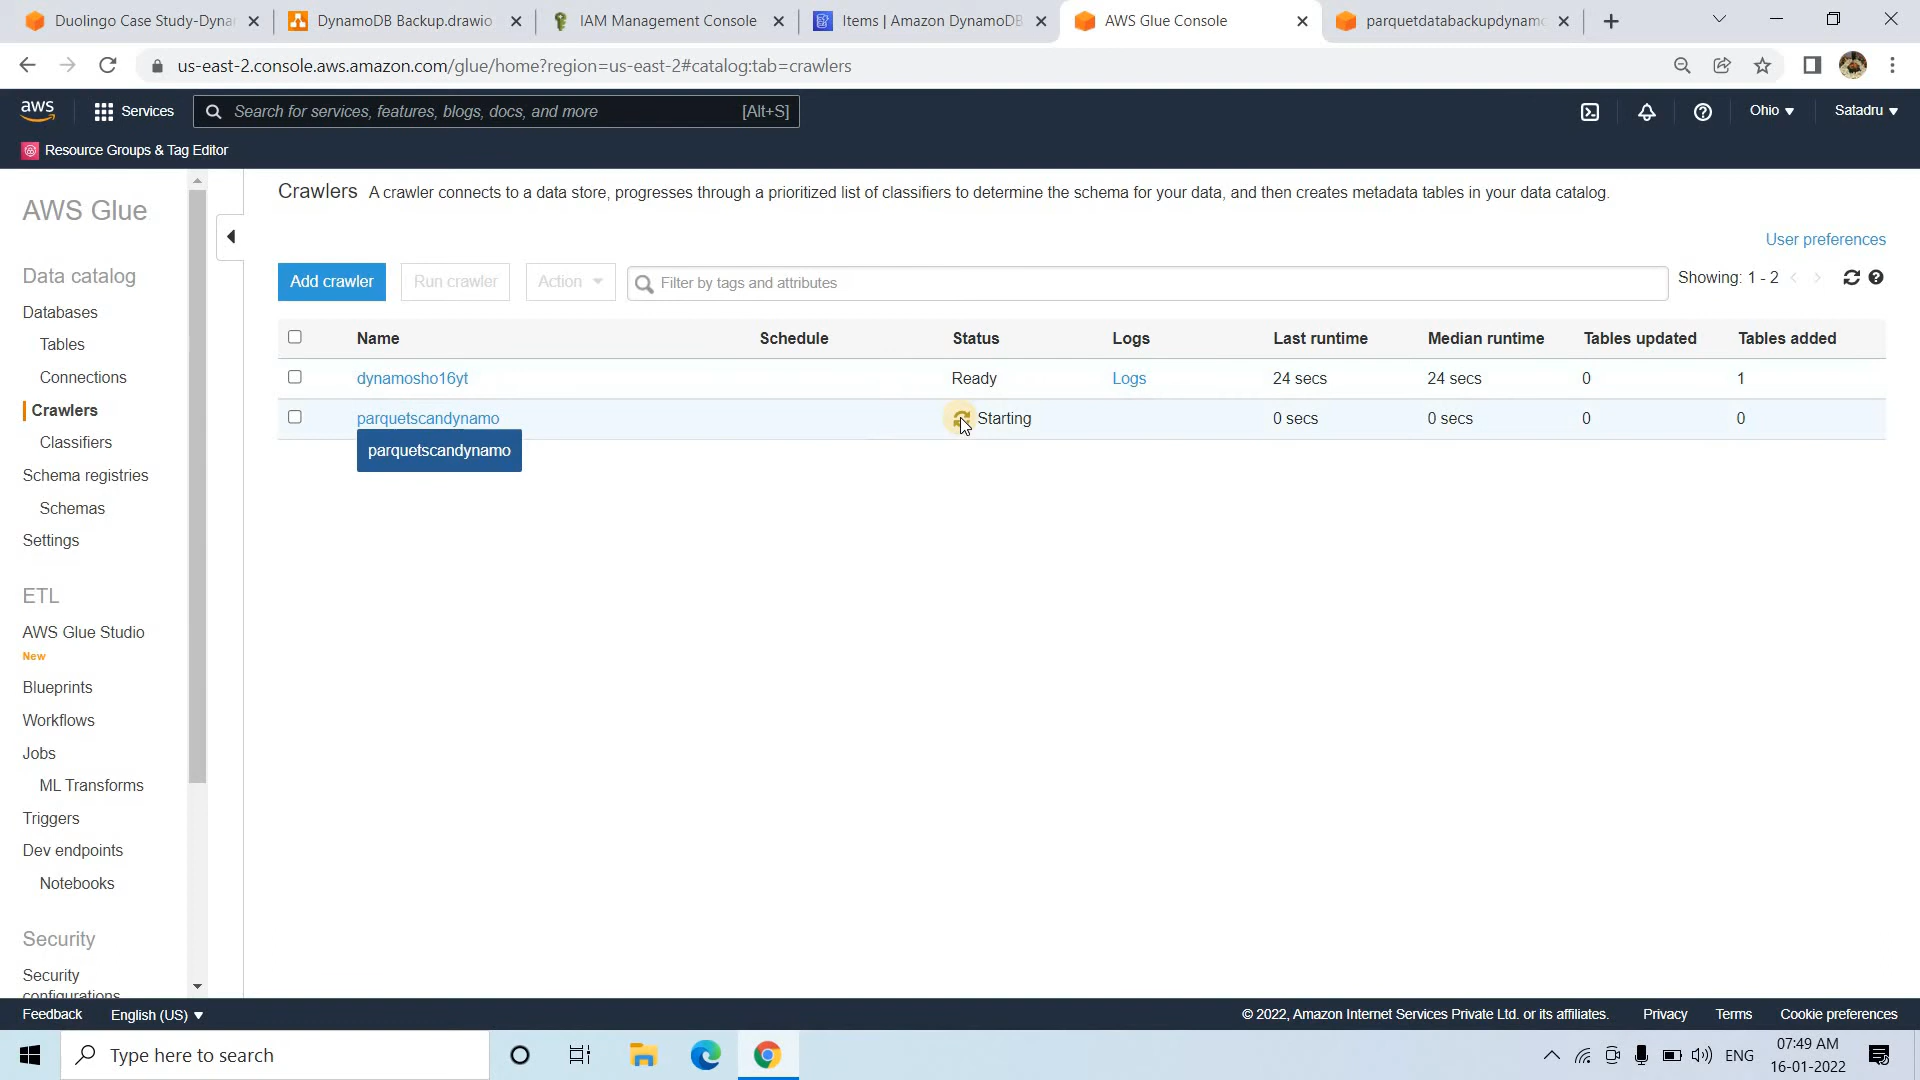 Duolingo Case Study-Dyna
DynamoDB Backup.drawio
IAM Management Console
Items | Amazon DynamoDB
AWS Glue Console
parquetdatabackupdynamo
us-east-2.console.aws.amazon.com/glue/home?region=us-east-2#catalog:tab=crawlers
aws
Services
Search for services, features, blogs, docs, and more
[Alt+S]
Ohio
Satadru
Resource Groups & Tag Editor
AWS Glue
Data catalog
Databases
Tables
Connections
Crawlers
Classifiers
Schema registries
Schemas
Settings
ETL
AWS Glue Studio
New
Blueprints
Workflows
Jobs
ML Transforms
Triggers
Dev endpoints
Notebooks
Security
Security
configurations
Crawlers A crawler connects to a data store, progresses through a prioritized list of classifiers to determine the schema for your data, and then creates metadata tables in your data catalog.
User preferences
Add crawler
Run crawler
Action
Filter by tags and attributes
Showing: 1 - 2
Name Schedule Status Logs Last runtime Median runtime Tables updated Tables added
dynamosho16yt Ready Logs 24 secs 24 secs 0 1
parquetscandynamo Starting 0 secs 0 secs 0 0
parquetscandynamo
Feedback
English (US)
© 2022, Amazon Internet Services Private Ltd. or its affiliates.
Privacy
Terms
Cookie preferences
Type here to search
ENG
07:49 AM
16-01-2022